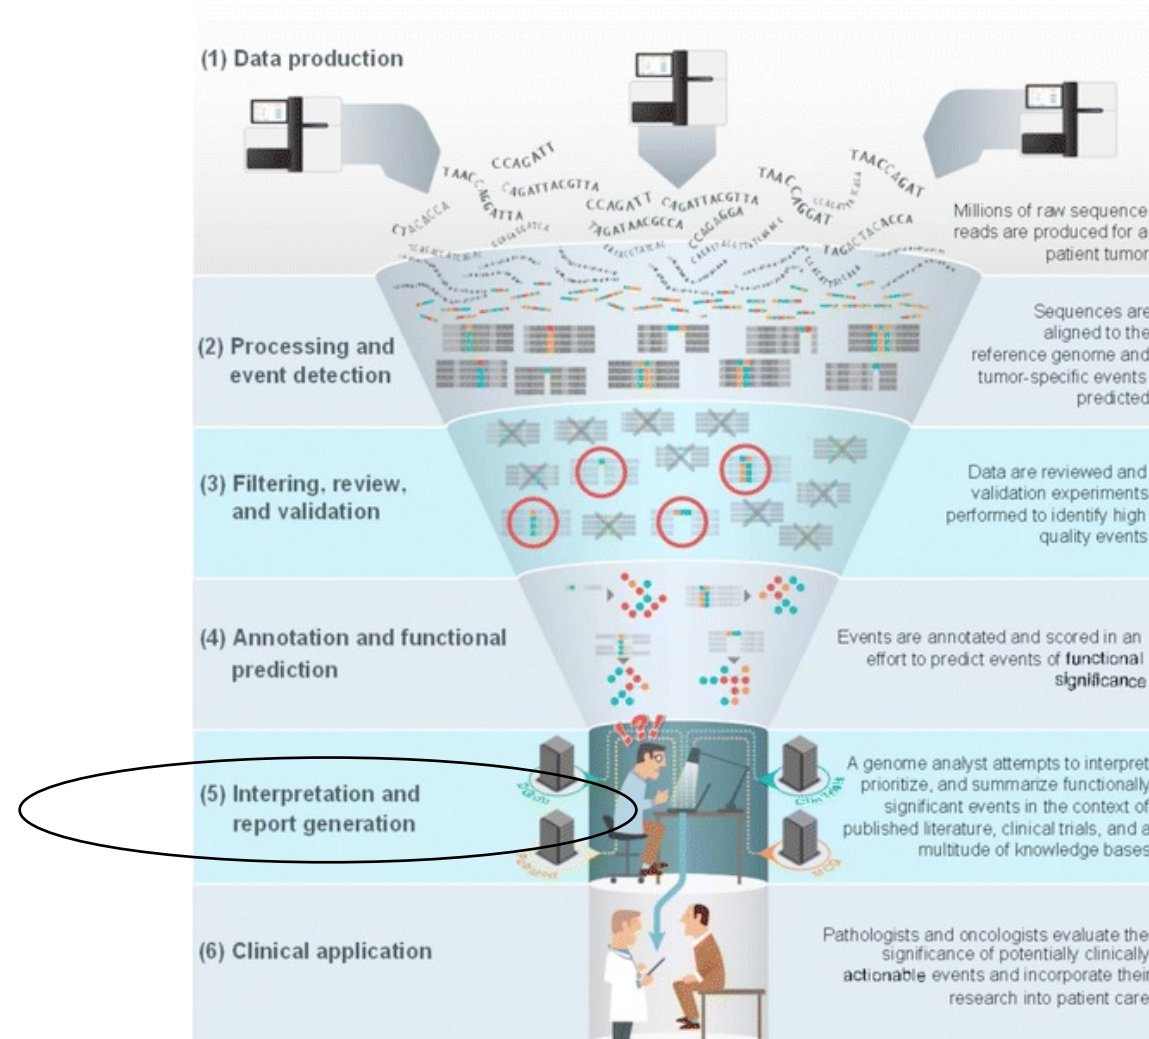 (1) Data production
CCAGATT
TAACCAGGATTA
CAGATTACGTTA
CCAGATT
CAGATTACGTTA
TAACCAGGAT
TAACCAGAT
CTACACCA
TAGATAACGCCA
CCAGAGGA
TAGACTACACCA
Millions of raw sequence
reads are produced for a
patient tumor
(2) Processing and
event detection
Sequences are
aligned to the
reference genome and
tumor-specific events
predicted
(3) Filtering, review,
and validation
Data are reviewed and
validation experiments
performed to identify high
quality events
(4) Annotation and functional
prediction
Events are annotated and scored in an
effort to predict events of functional
significance
!?!
(5) Interpretation and
report generation
A genome analyst attempts to interpret
prioritize, and summarize functionally
significant events in the context of
published literature, clinical trials, and a
multitude of knowledge bases
(6) Clinical application
Pathologists and oncologists evaluate the
significance of potentially clinically
actionable events and incorporate their
research into patient care